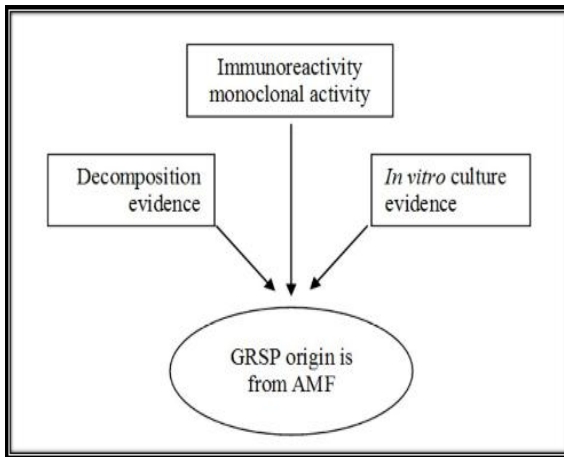 Immunoreactivity
monoclonal activity
Decomposition
evidence
In vitro culture
evidence
GRSP origin is
from AMF